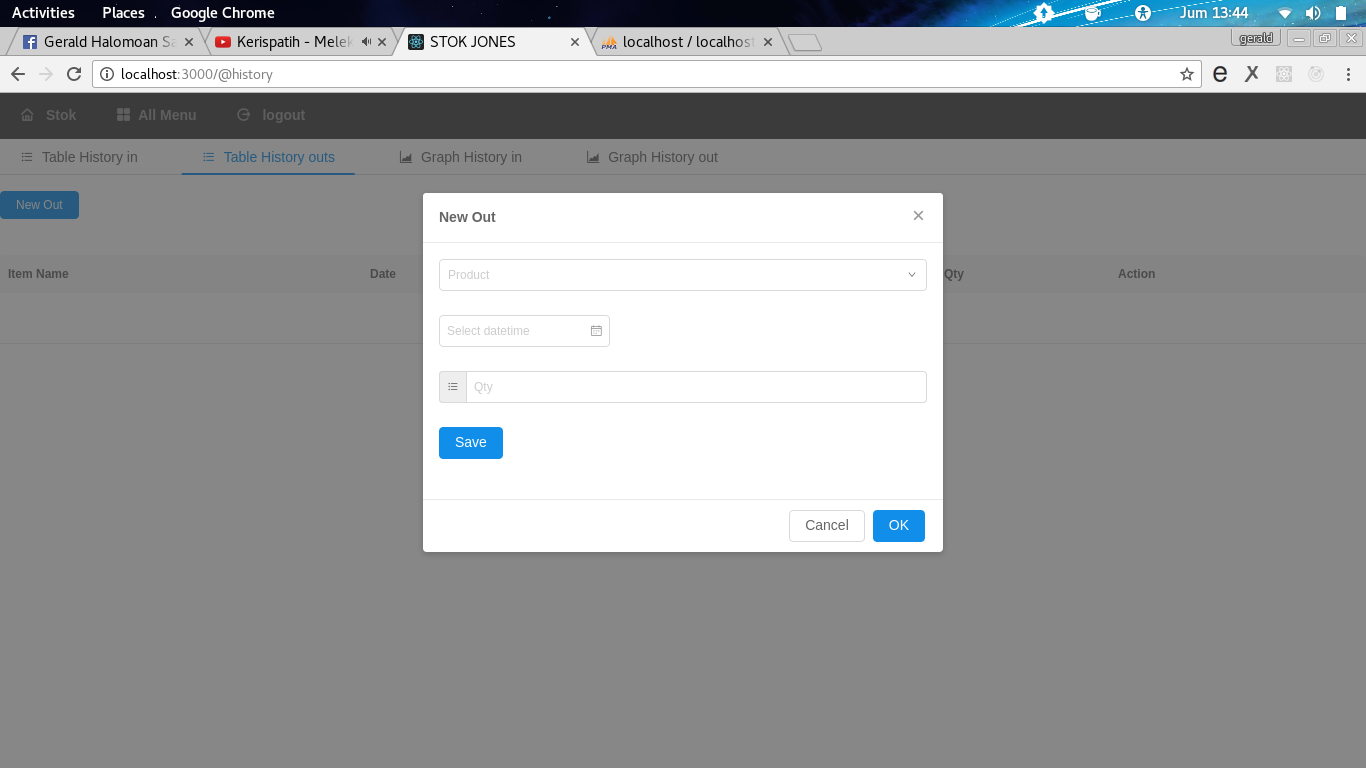 Activities Places Google Chrome Jum 13:44
Gerald Halomoan Sa Kerispatih - Melek STOK JONES localhost / localhost gerald
localhost:3000/@history
Stok All Menu logout
Table History in Table History outs Graph History in Graph History out
New Out
New Out
Item Name Date Qty Action
Product
Select datetime
Qty
Save
Cancel OK